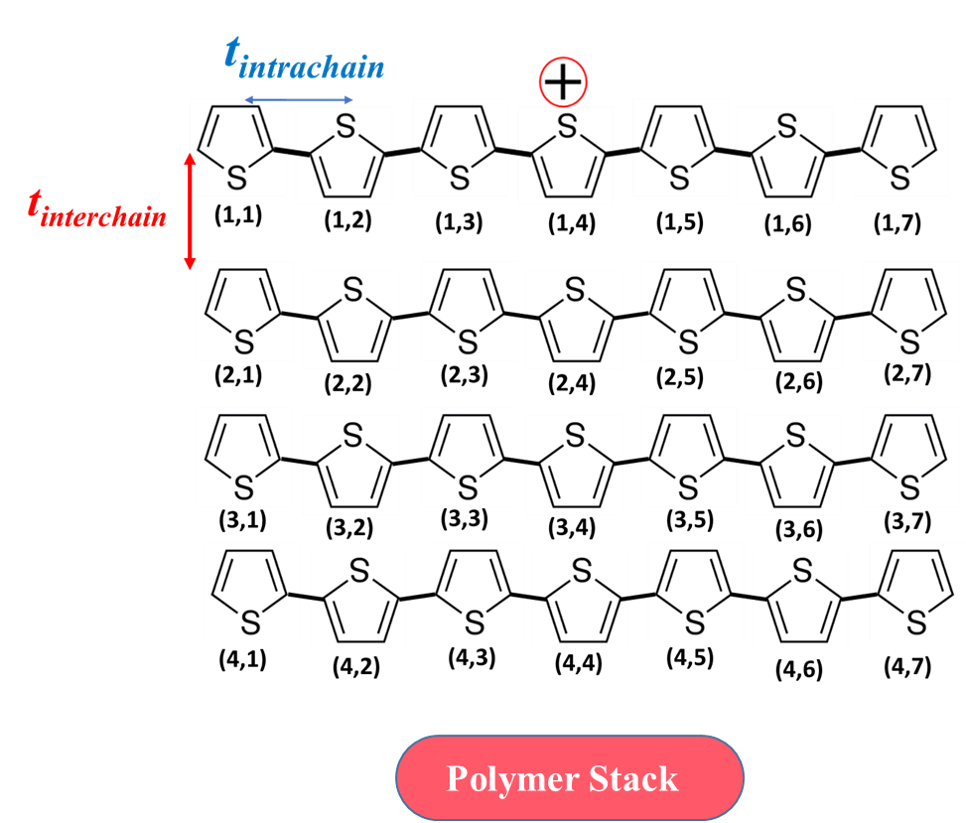 t intrachain
+
S S S S S S S
t interchain
(1,1) (1,2) (1,3) (1,4) (1,5) (1,6) (1,7)
S S S S S S S
(2,1) (2,2) (2,3) (2,4) (2,5) (2,6) (2,7)
S S S S S S S
(3,1) (3,2) (3,3) (3,4) (3,5) (3,6) (3,7)
S S S S S S S
(4,1) (4,2) (4,3) (4,4) (4,5) (4,6) (4,7)
Polymer Stack